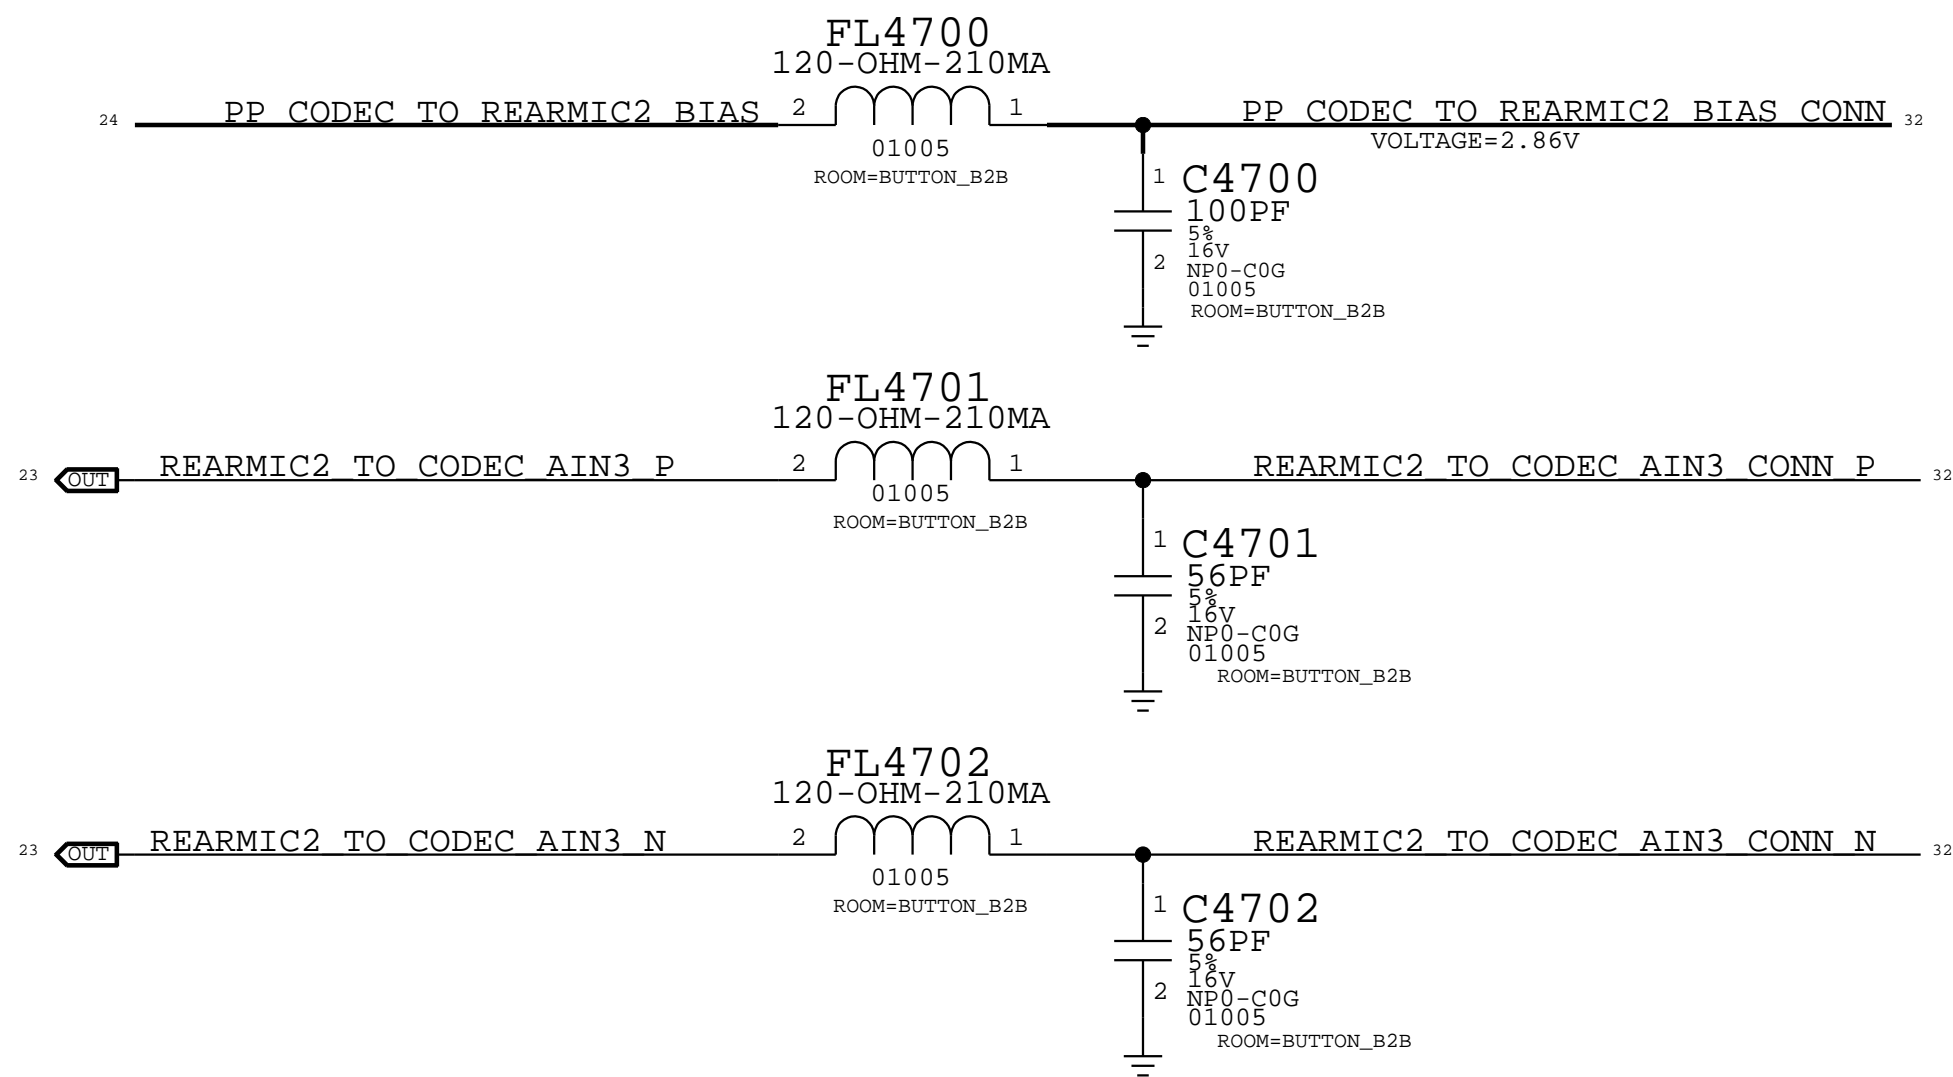 FL4700
120-OHM-210MA
24 PP_CODEC_TO_REARMIC2_BIAS 2 1 PP_CODEC_TO_REARMIC2_BIAS_CONN 32
VOLTAGE=2.86V
01005
ROOM=BUTTON_B2B
1 C4700
100PF
5%
16V
2 NP0-C0G
01005
ROOM=BUTTON_B2B
FL4701
120-OHM-210MA
23 OUT REARMIC2_TO_CODEC_AIN3_P 2 1 REARMIC2_TO_CODEC_AIN3_CONN_P 32
01005
ROOM=BUTTON_B2B
1 C4701
56PF
5%
16V
2 NP0-C0G
01005
ROOM=BUTTON_B2B
FL4702
120-OHM-210MA
23 OUT REARMIC2_TO_CODEC_AIN3_N 2 1 REARMIC2_TO_CODEC_AIN3_CONN_N 32
01005
ROOM=BUTTON_B2B
1 C4702
56PF
5%
16V
2 NP0-C0G
01005
ROOM=BUTTON_B2B